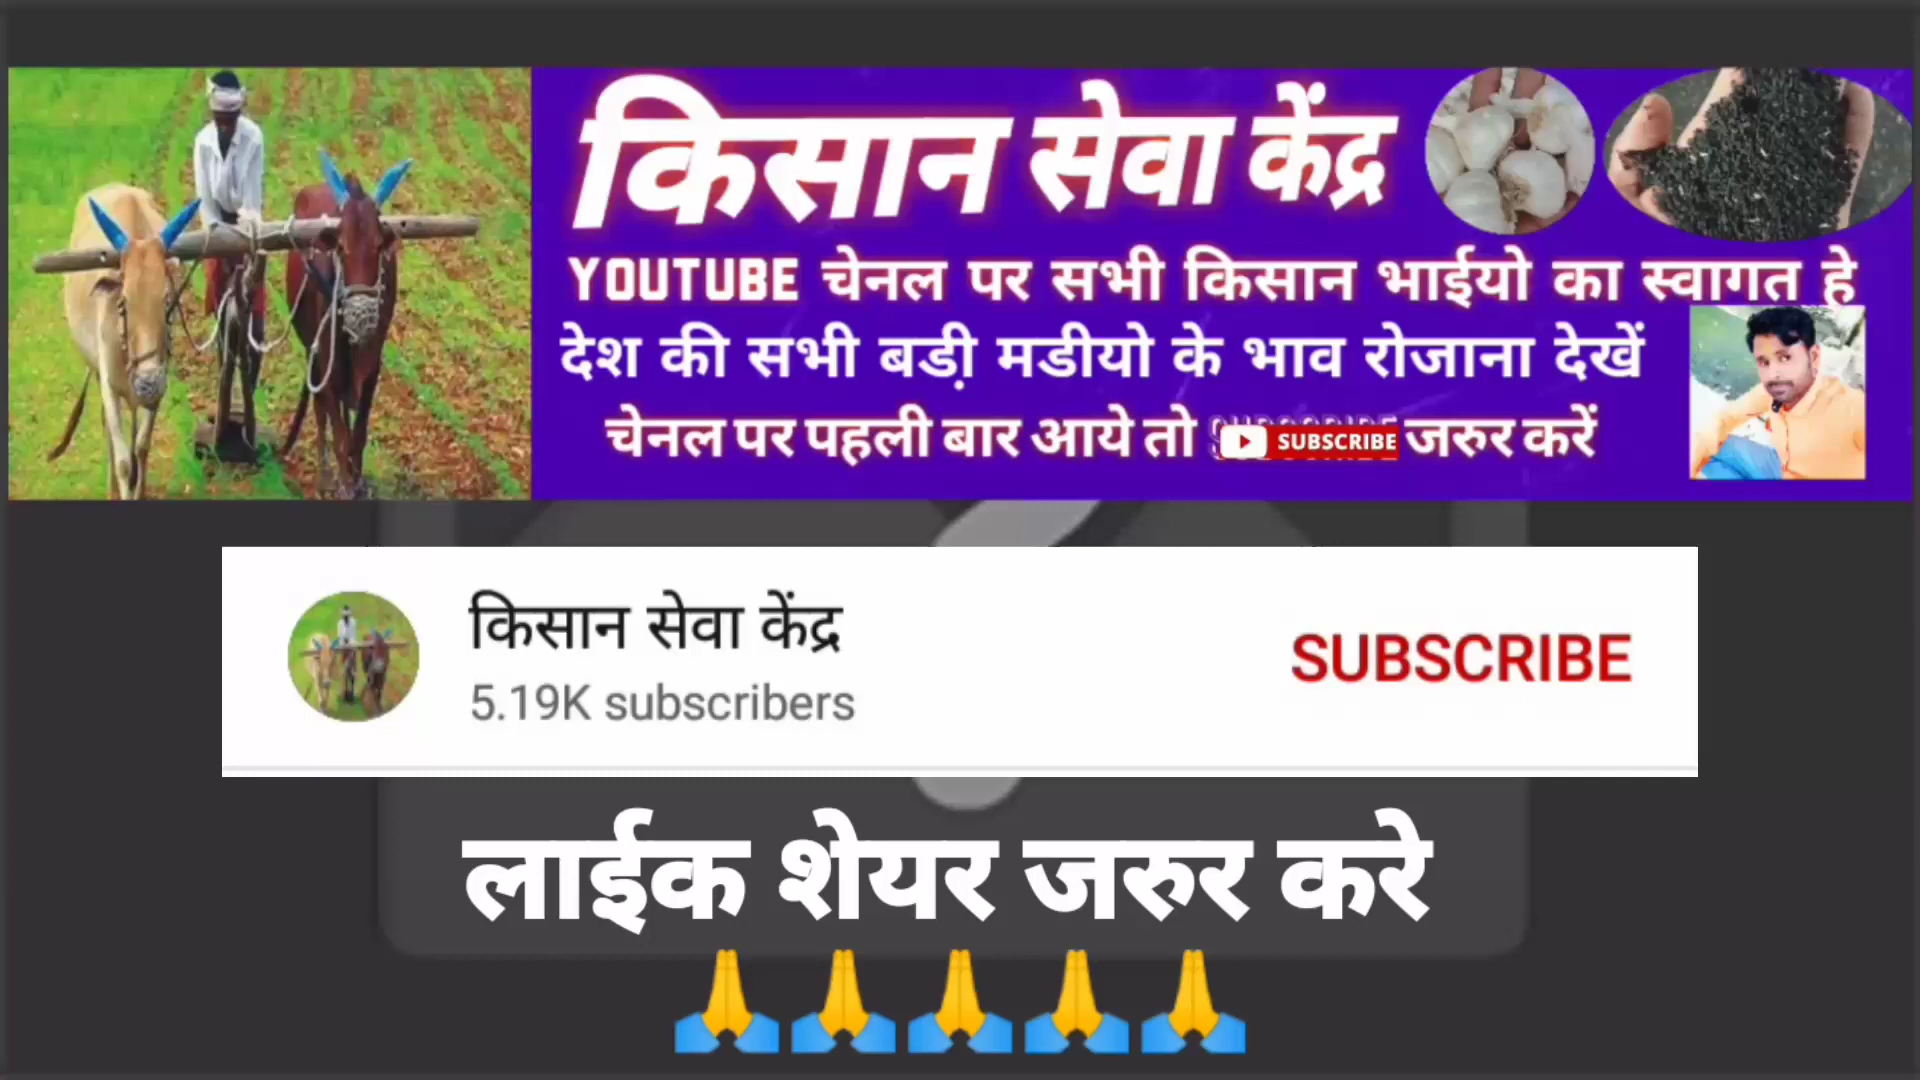 किसान सेवा केंद्र
YOUTUBE चेनल पर सभी किसान भाईयो का स्वागत हे
देश की सभी बड़ी मडीयो के भाव रोजाना देखें
चेनल पर पहली बार आये तो SUBSCRIBE जरुर करें
किसान सेवा केंद्र
5.19K subscribers
SUBSCRIBE
लाईक शेयर जरुर करे
🙏🙏🙏🙏🙏